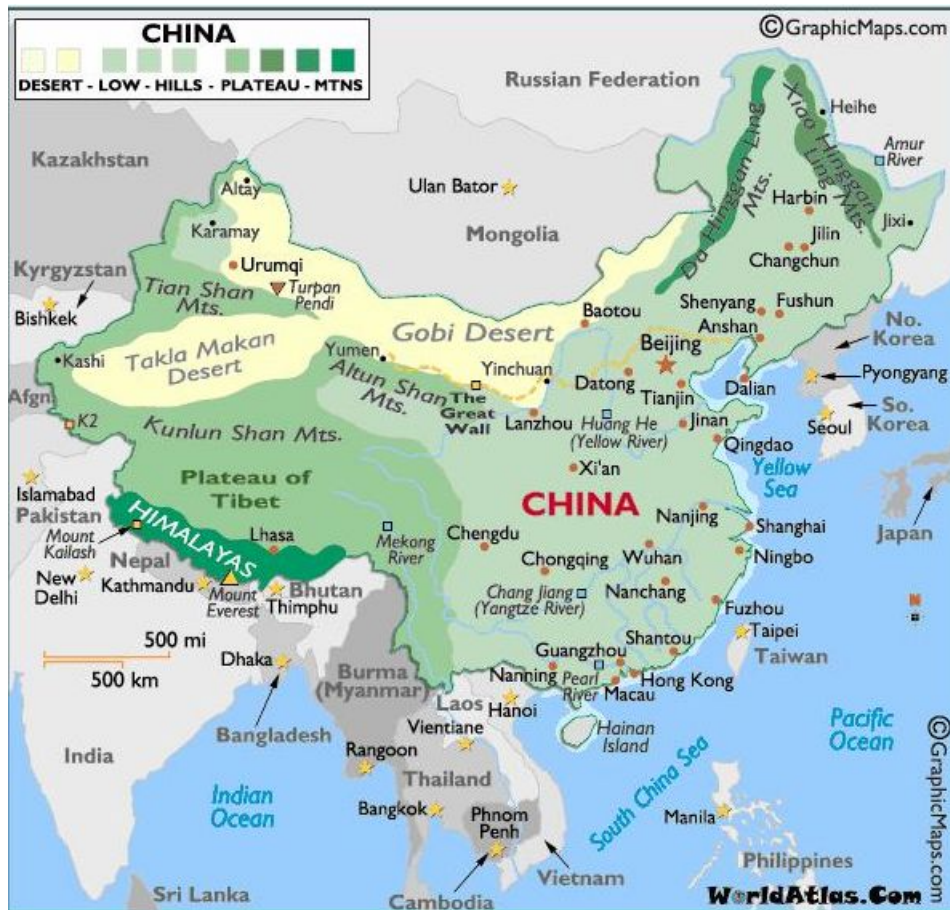 CHINA
DESERT - LOW - HILLS - PLATEAU - MTNS
©GraphicMaps.com
Russian Federation
Kazakhstan
Heihe
Amur
River
Xiao Hinggan
Ling Mts.
Da Hinggan Ling
Mts.
Altay
Ulan Bator
Karamay
Mongolia
Harbin
Jixi
Jilin
Changchun
Urumqi
Kyrgyzstan
Tian Shan
Mts.
Turpan
Pendi
Bishkek
Shenyang
Fushun
Baotou
Anshan
Gobi Desert
No.
Korea
Takla Makan
Desert
Kashi
Yumen
Beijing
Yinchuan
Pyongyang
Altun Shan
Mts.
Datong
Tianjin
Dalian
Afgn.
The
Great
Wall
So.
Korea
K2
Lanzhou
Huang He
(Yellow River)
Jinan
Seoul
Kunlun Shan Mts.
Qingdao
Xi'an
Yellow
Sea
Plateau of
Tibet
Islamabad
Pakistan
CHINA
Nanjing
HIMALAYAS
Mount
Kailash
Lhasa
Mekong
River
Chengdu
Shanghai
Japan
Nepal
Chongqing
Wuhan
Ningbo
New
Delhi
Kathmandu
Mount
Everest
Bhutan
Thimphu
Chang Jiang
(Yangtze River)
Nanchang
Fuzhou
500 mi
500 km
Dhaka
Burma
(Myanmar)
Guangzhou
Shantou
Taipei
Taiwan
Nanning
Pearl
River
Hong Kong
Macau
Laos
Hanoi
Bangladesh
Vientiane
Hainan
Island
Pacific
Ocean
India
Rangoon
South China Sea
Thailand
Indian
Ocean
Bangkok
Phnom
Penh
Manila
Vietnam
Philippines
Sri Lanka
Cambodia
WorldAtlas.Com
©GraphicMaps.com